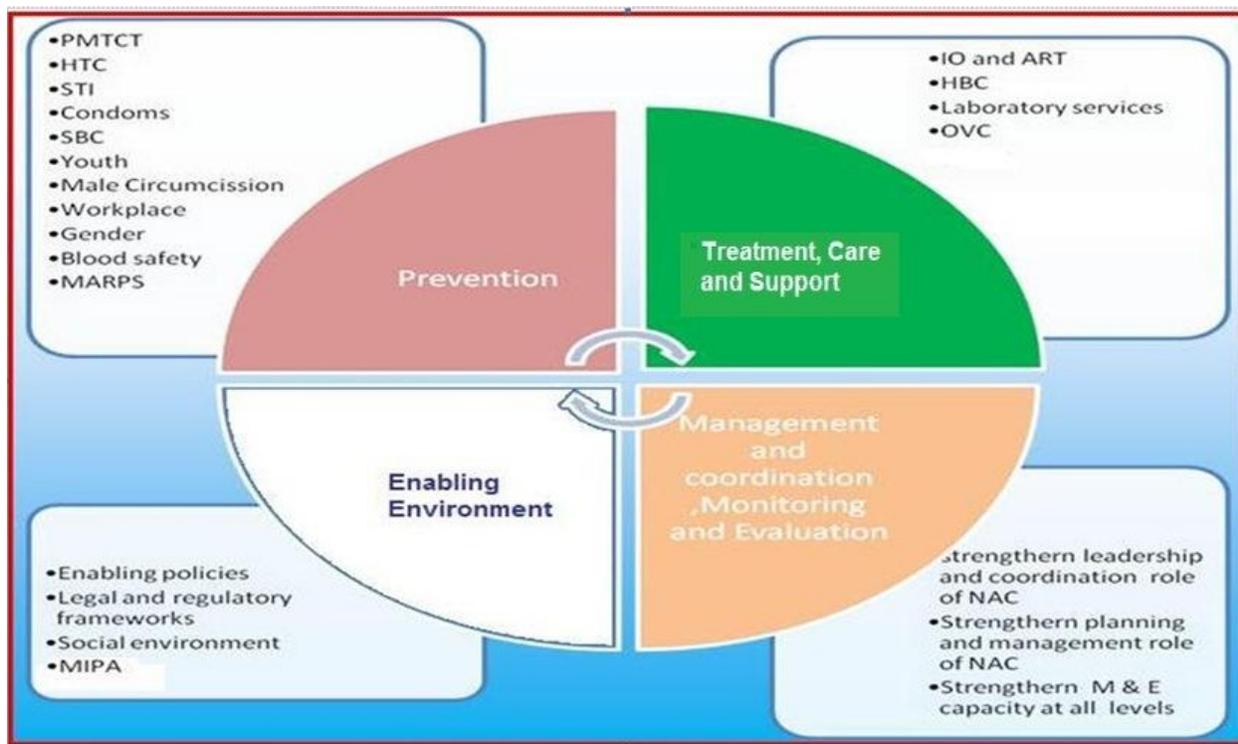 •PMTCT
•HTC
•STI
•Condoms
•SBC
•Youth
•Male Circumcission
•Workplace
•Gender
•Blood safety
•MARPS
•IO and ART
•HBC
•Laboratory services
•OVC
Prevention
Treatment, Care
and Support
Enabling
Environment
Management
and
coordination
,Monitoring
and Evaluation
•Enabling policies
•Legal and regulatory
frameworks
•Social environment
•MIPA
strengthern leadership
and coordination role
of NAC
•Strengthern planning
and management role
of NAC
•Strengthern M & E
capacity at all levels